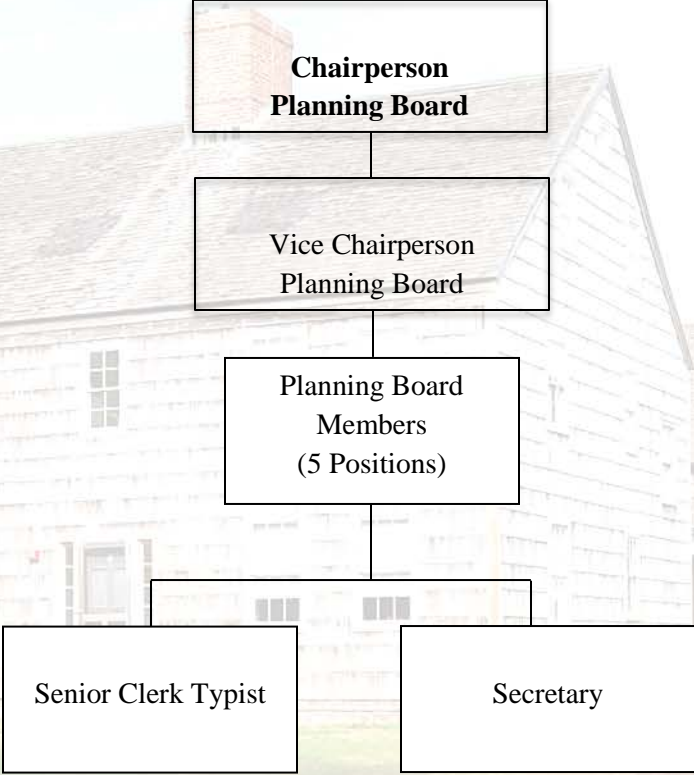 Chairperson
Planning Board
Vice Chairperson
Planning Board
Planning Board
Members
(5 Positions)
Senior Clerk Typist
Secretary